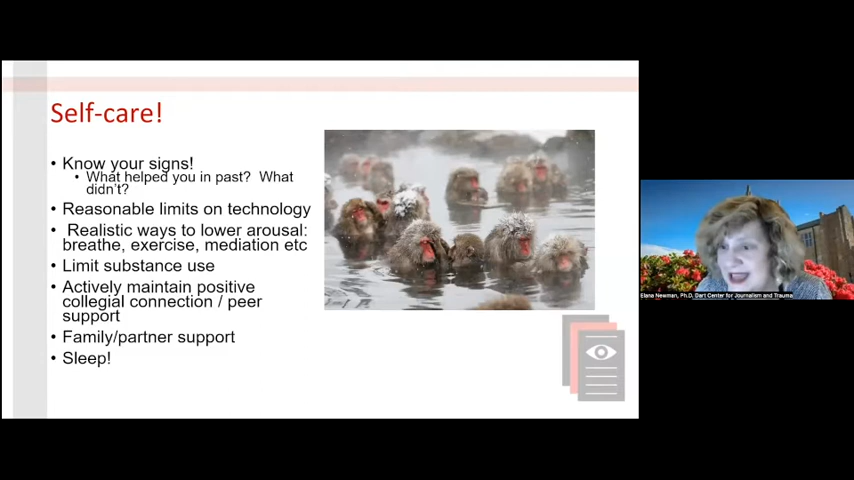 Self-care!
• Know your signs!
• What helped you in past? What
didn't?
• Reasonable limits on technology
• Realistic ways to lower arousal:
breathe, exercise, mediation etc
• Limit substance use
• Actively maintain positive
collegial connection / peer
support
• Family/partner support
• Sleep!
Elana Newman, Ph.D, Dart Center for Journalism and Trauma